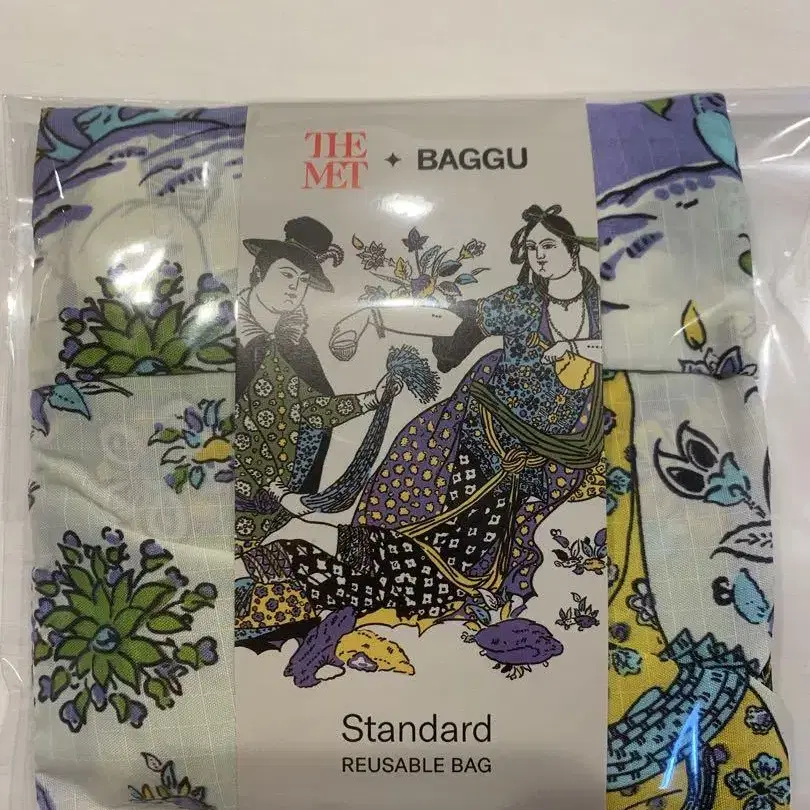 THE
MET ✦ BAGGU
Standard
REUSABLE BAG